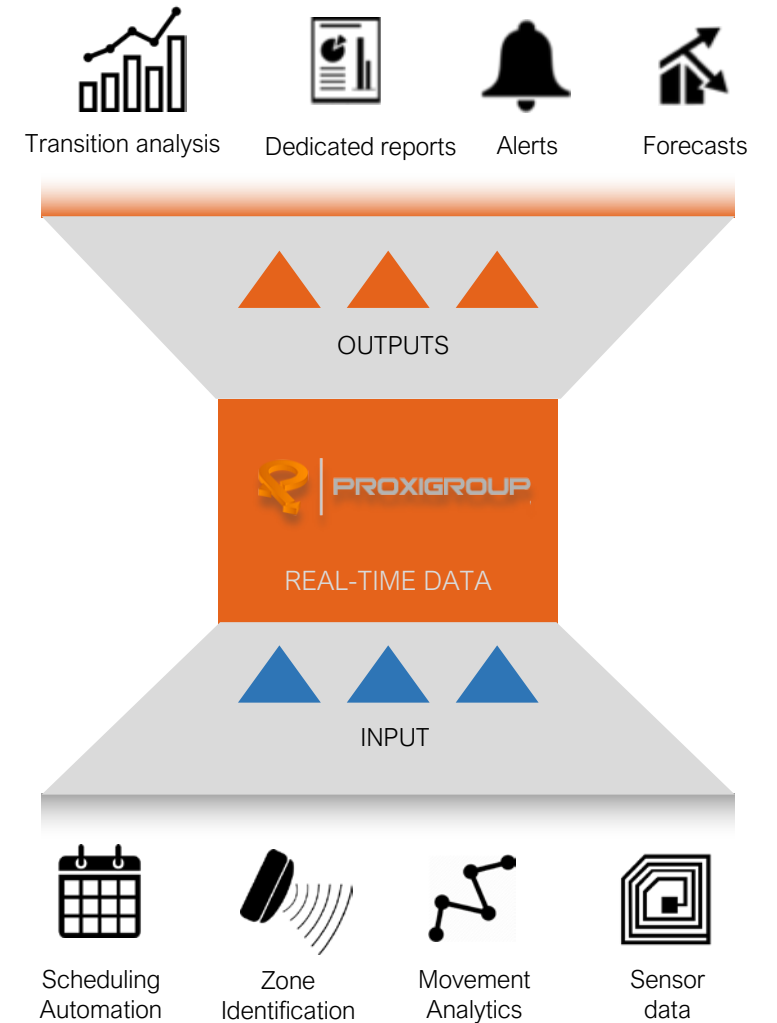 Transition analysis
Dedicated reports
Alerts
Forecasts
OUTPUTS
PROXIGROUP
REAL-TIME DATA
INPUT
Scheduling
Automation
Zone
Identification
Movement
Analytics
Sensor
data